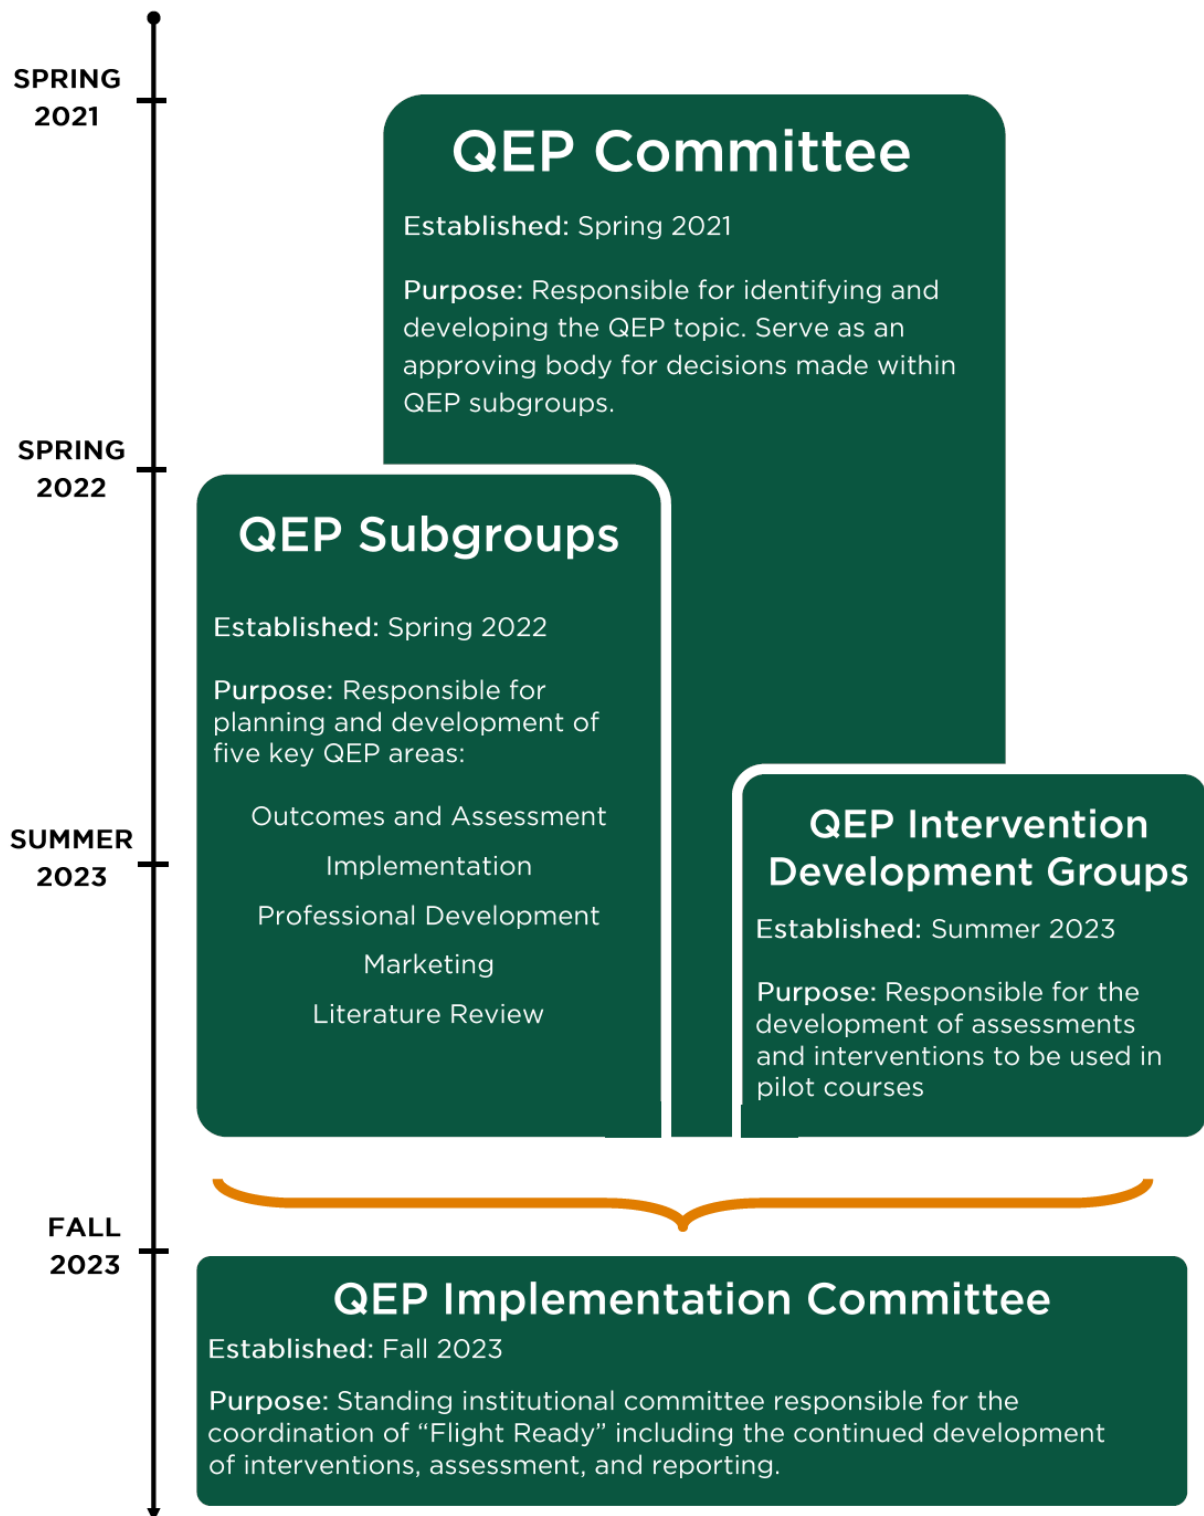 SPRING
2021
QEP Committee
Established: Spring 2021
Purpose: Responsible for identifying and
developing the QEP topic. Serve as an
approving body for decisions made within
QEP subgroups.
SPRING
2022
QEP Subgroups
Established: Spring 2022
Purpose: Responsible for
planning and development of
five key QEP areas:
Outcomes and Assessment
Implementation
Professional Development
Marketing
Literature Review
SUMMER
2023
QEP Intervention
Development Groups
Established: Summer 2023
Purpose: Responsible for the
development of assessments
and interventions to be used in
pilot courses
FALL
2023
QEP Implementation Committee
Established: Fall 2023
Purpose: Standing institutional committee responsible for the
coordination of “Flight Ready” including the continued development
of interventions, assessment, and reporting.